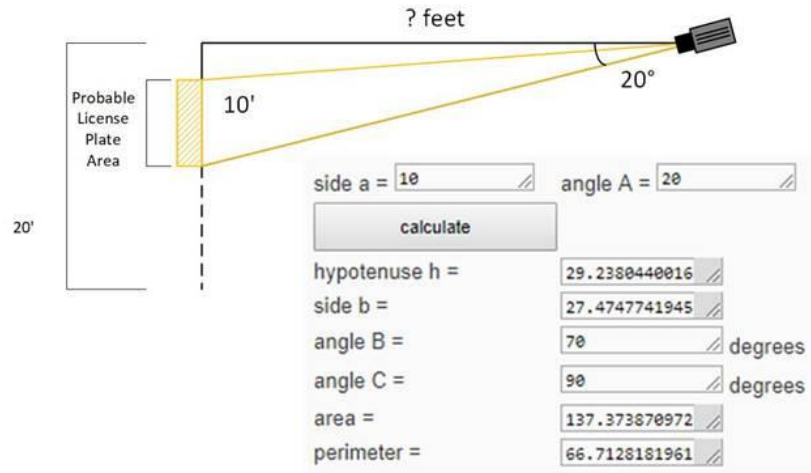 ? feet
20°
10'
Probable
License
Plate
Area
20'
side a = 10 angle A = 20
calculate
hypotenuse h = 29.2380440016
side b = 27.4747741945
angle B = 70 degrees
angle C = 90 degrees
area = 137.373870972
perimeter = 66.7128181961